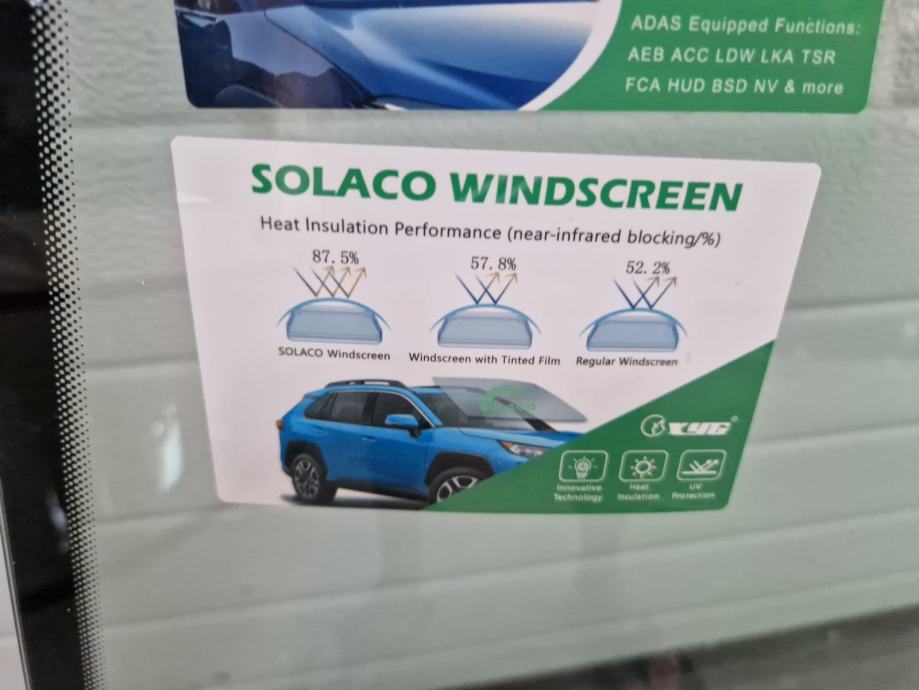 ADAS Equipped Functions:
AEB ACC LDW LKA TSR
FCA HUD BSD NV & more
SOLACO WINDSCREEN
Heat Insulation Performance (near-infrared blocking/%)
87.5%
57.8%
52.2%
SOLACO Windscreen
Windscreen with Tinted Film
Regular Windscreen
SOLACO
XYG®
Innovative Technology
Heat Insulation
UV Protection